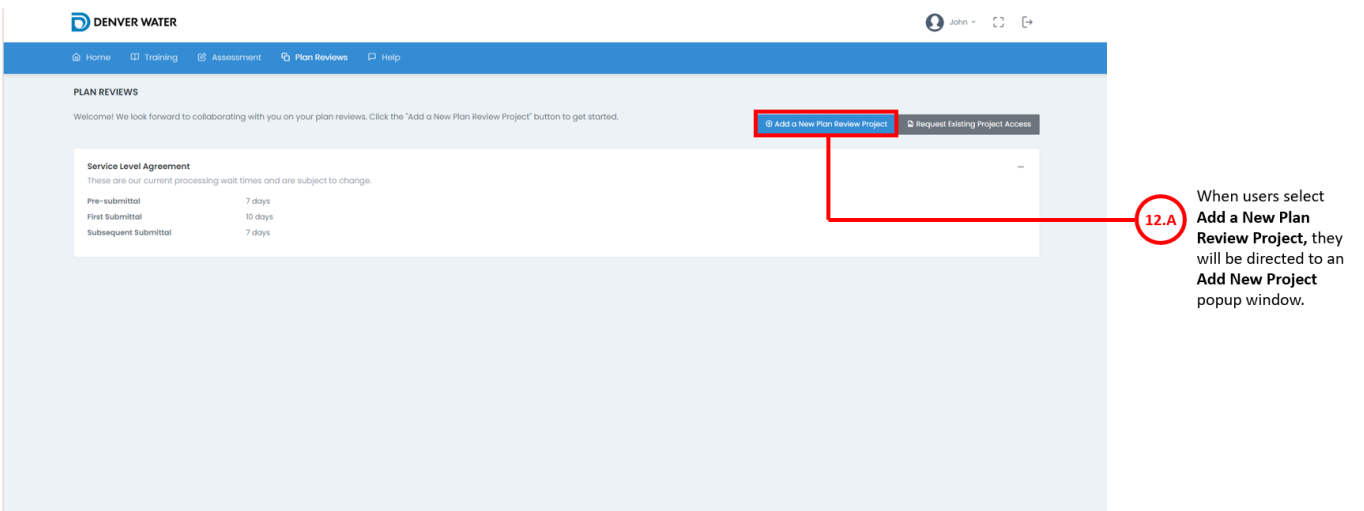 DENVER WATER
John
Home Training Assessment Plan Reviews Help
PLAN REVIEWS
Welcome! We look forward to collaborating with you on your plan reviews. Click the "Add a New Plan Review Project" button to get started.
Add a New Plan Review Project Request Existing Project Access
Service Level Agreement
These are our current processing wait times and are subject to change.
Pre-submittal 7 days
First Submittal 10 days
Subsequent Submittal 7 days
12.A
When users select
Add a New Plan
Review Project, they
will be directed to an
Add New Project
popup window.